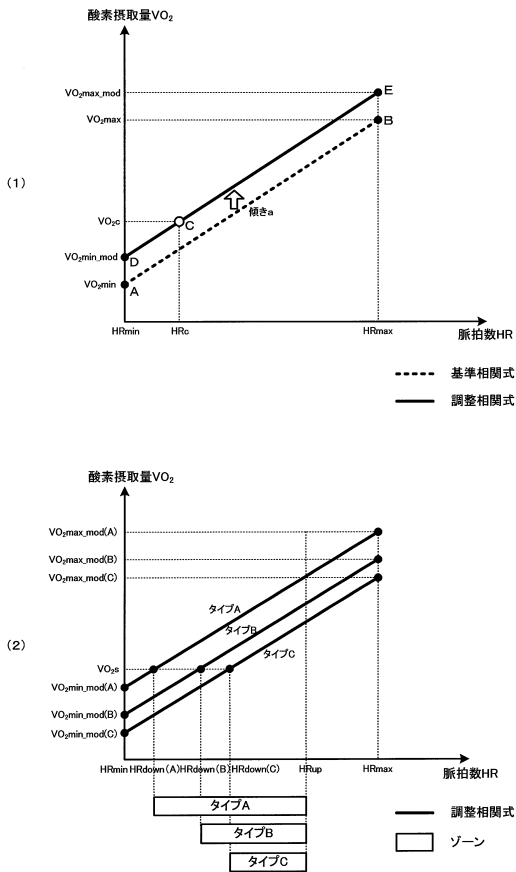 酸素摂取量VO₂
VO₂max_mod
E
VO₂max
B
(1)
傾きa
VO₂c
C
VO₂min_mod
D
VO₂min
A
HRmin
HRc
HRmax
脈拍数HR
基準相関式
調整相関式
酸素摂取量VO₂
VO₂max_mod(A)
VO₂max_mod(B)
VO₂max_mod(C)
タイプA
タイプB
タイプC
(2)
VO₂s
VO₂min_mod(A)
VO₂min_mod(B)
VO₂min_mod(C)
HRmin HRdown(A) HRdown(B) HRdown(C) HRup HRmax
脈拍数HR
タイプA
調整相関式
タイプB
ゾーン
タイプC